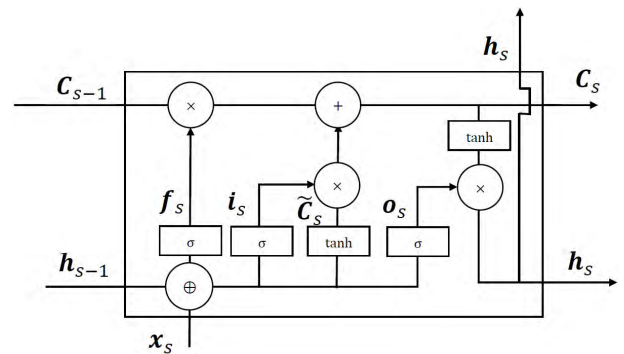 h_s
C_{s-1}
C_s
×
+
tanh
×
×
f_s
i_s
C̃_s
o_s
σ
σ
tanh
σ
h_{s-1}
⊕
h_s
x_s